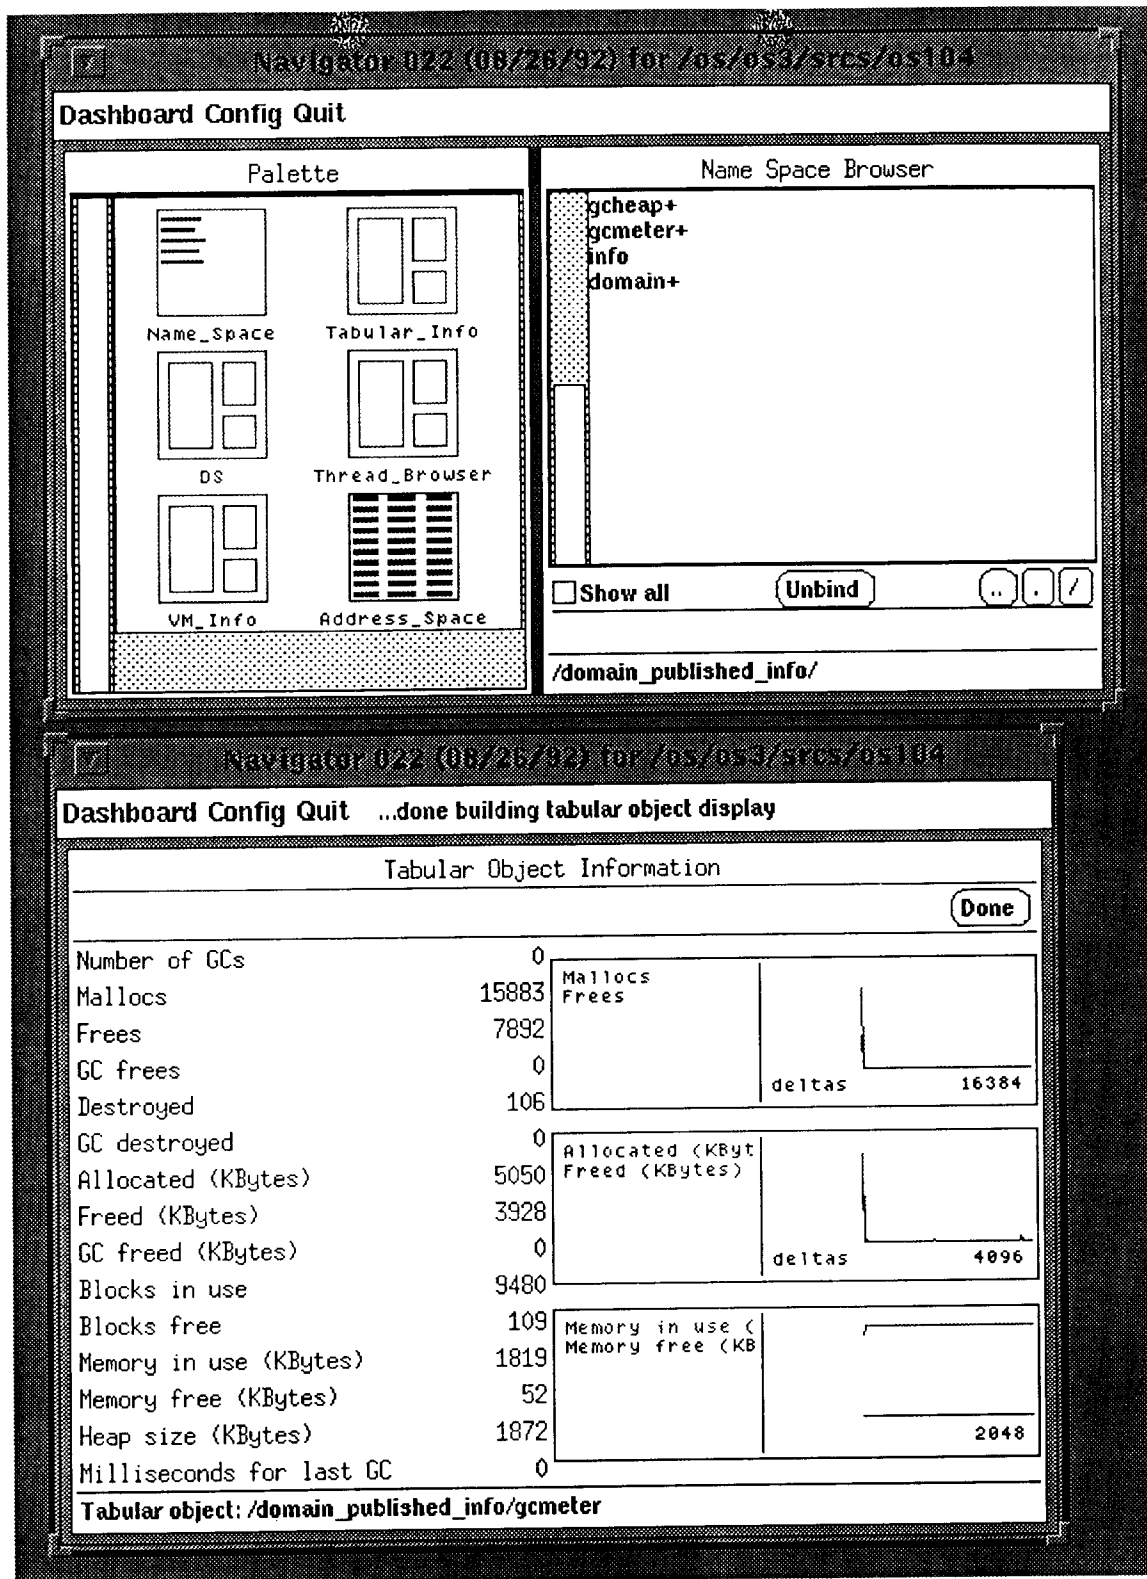 Navigator 022 (08/26/92) for /os/os3/srcs/os104
Dashboard Config Quit
Palette
Name_Space
Tabular_Info
DS
Thread_Browser
VM_Info
Address_Space
Name Space Browser
gcheap+
gcmeter+
info
domain+
Show all
Unbind
..
.
/
/domain_published_info/
Navigator 022 (08/26/92) for /os/os3/srcs/os104
Dashboard Config Quit ...done building tabular object display
Tabular Object Information
Done
Number of GCs 0
Mallocs 15883
Frees 7892
GC frees 0
Destroyed 106
GC destroyed 0
Allocated (KBytes) 5050
Freed (KBytes) 3928
GC freed (KBytes) 0
Blocks in use 9480
Blocks free 109
Memory in use (KBytes) 1819
Memory free (KBytes) 52
Heap size (KBytes) 1872
Milliseconds for last GC 0
Mallocs
Frees
deltas 16384
Allocated (KByt
Freed (KBytes)
deltas 4096
Memory in use (
Memory free (KB
2048
Tabular object: /domain_published_info/gcmeter